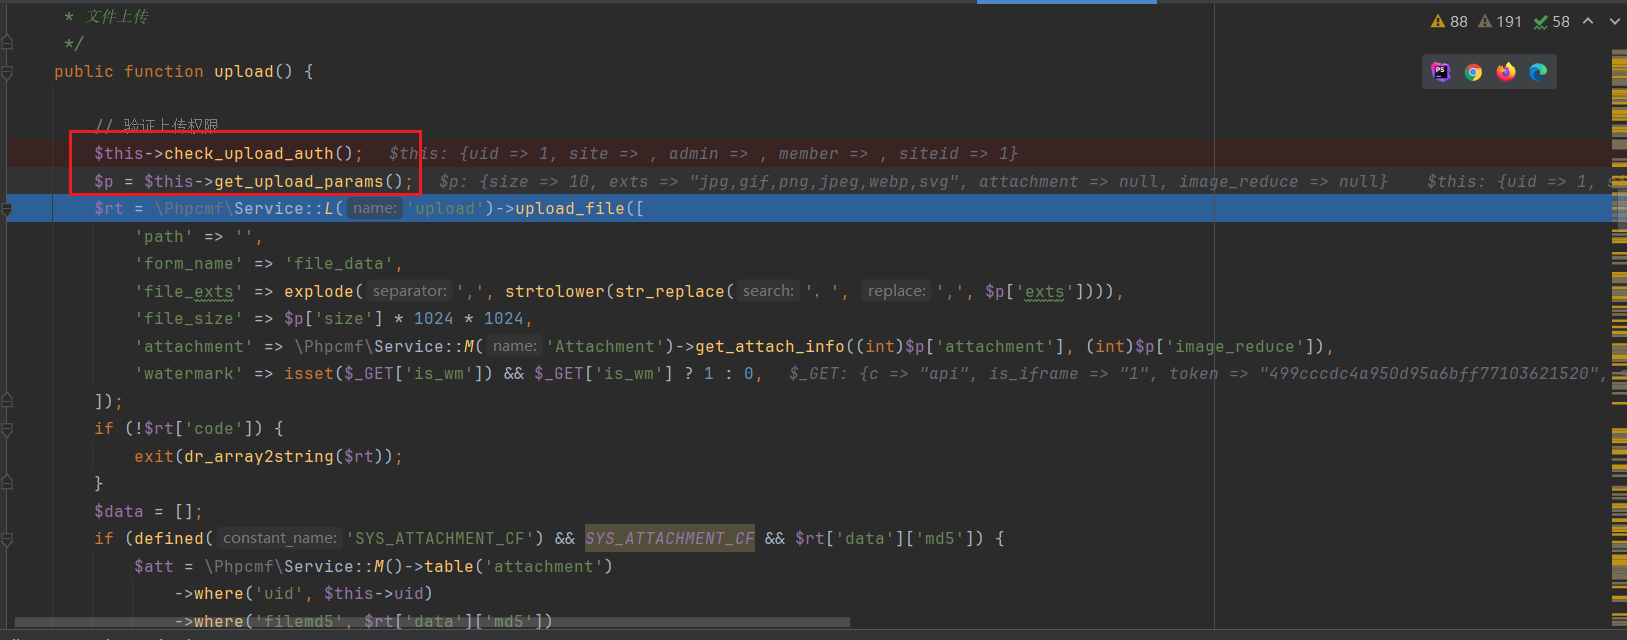 * 文件上传
88 191 58
*/
public function upload() {
// 验证上传权限
$this->check_upload_auth(); $this: {uid => 1, site => , admin => , member => , siteid => 1}
$p = $this->get_upload_params(); $p: {size => 10, exts => "jpg,gif,png,jpeg,webp,svg", attachment => null, image_reduce => null} $this: {uid => 1, s
$rt = \Phpcmf\Service::L( name: 'upload')->upload_file([
'path' => '',
'form_name' => 'file_data',
'file_exts' => explode( separator: ',', strtolower(str_replace( search: '，', replace: ',', $p['exts']))),
'file_size' => $p['size'] * 1024 * 1024,
'attachment' => \Phpcmf\Service::M( name: 'Attachment')->get_attach_info((int)$p['attachment'], (int)$p['image_reduce']),
'watermark' => isset($_GET['is_wm']) && $_GET['is_wm'] ? 1 : 0, $_GET: {c => "api", is_iframe => "1", token => "499cccdc4a950d95a6bff77103621520",
]);
if (!$rt['code']) {
exit(dr_array2string($rt));
}
$data = [];
if (defined( constant_name: 'SYS_ATTACHMENT_CF') && SYS_ATTACHMENT_CF && $rt['data']['md5']) {
$att = \Phpcmf\Service::M()->table('attachment')
->where('uid', $this->uid)
->where('filemd5', $rt['data']['md5'])